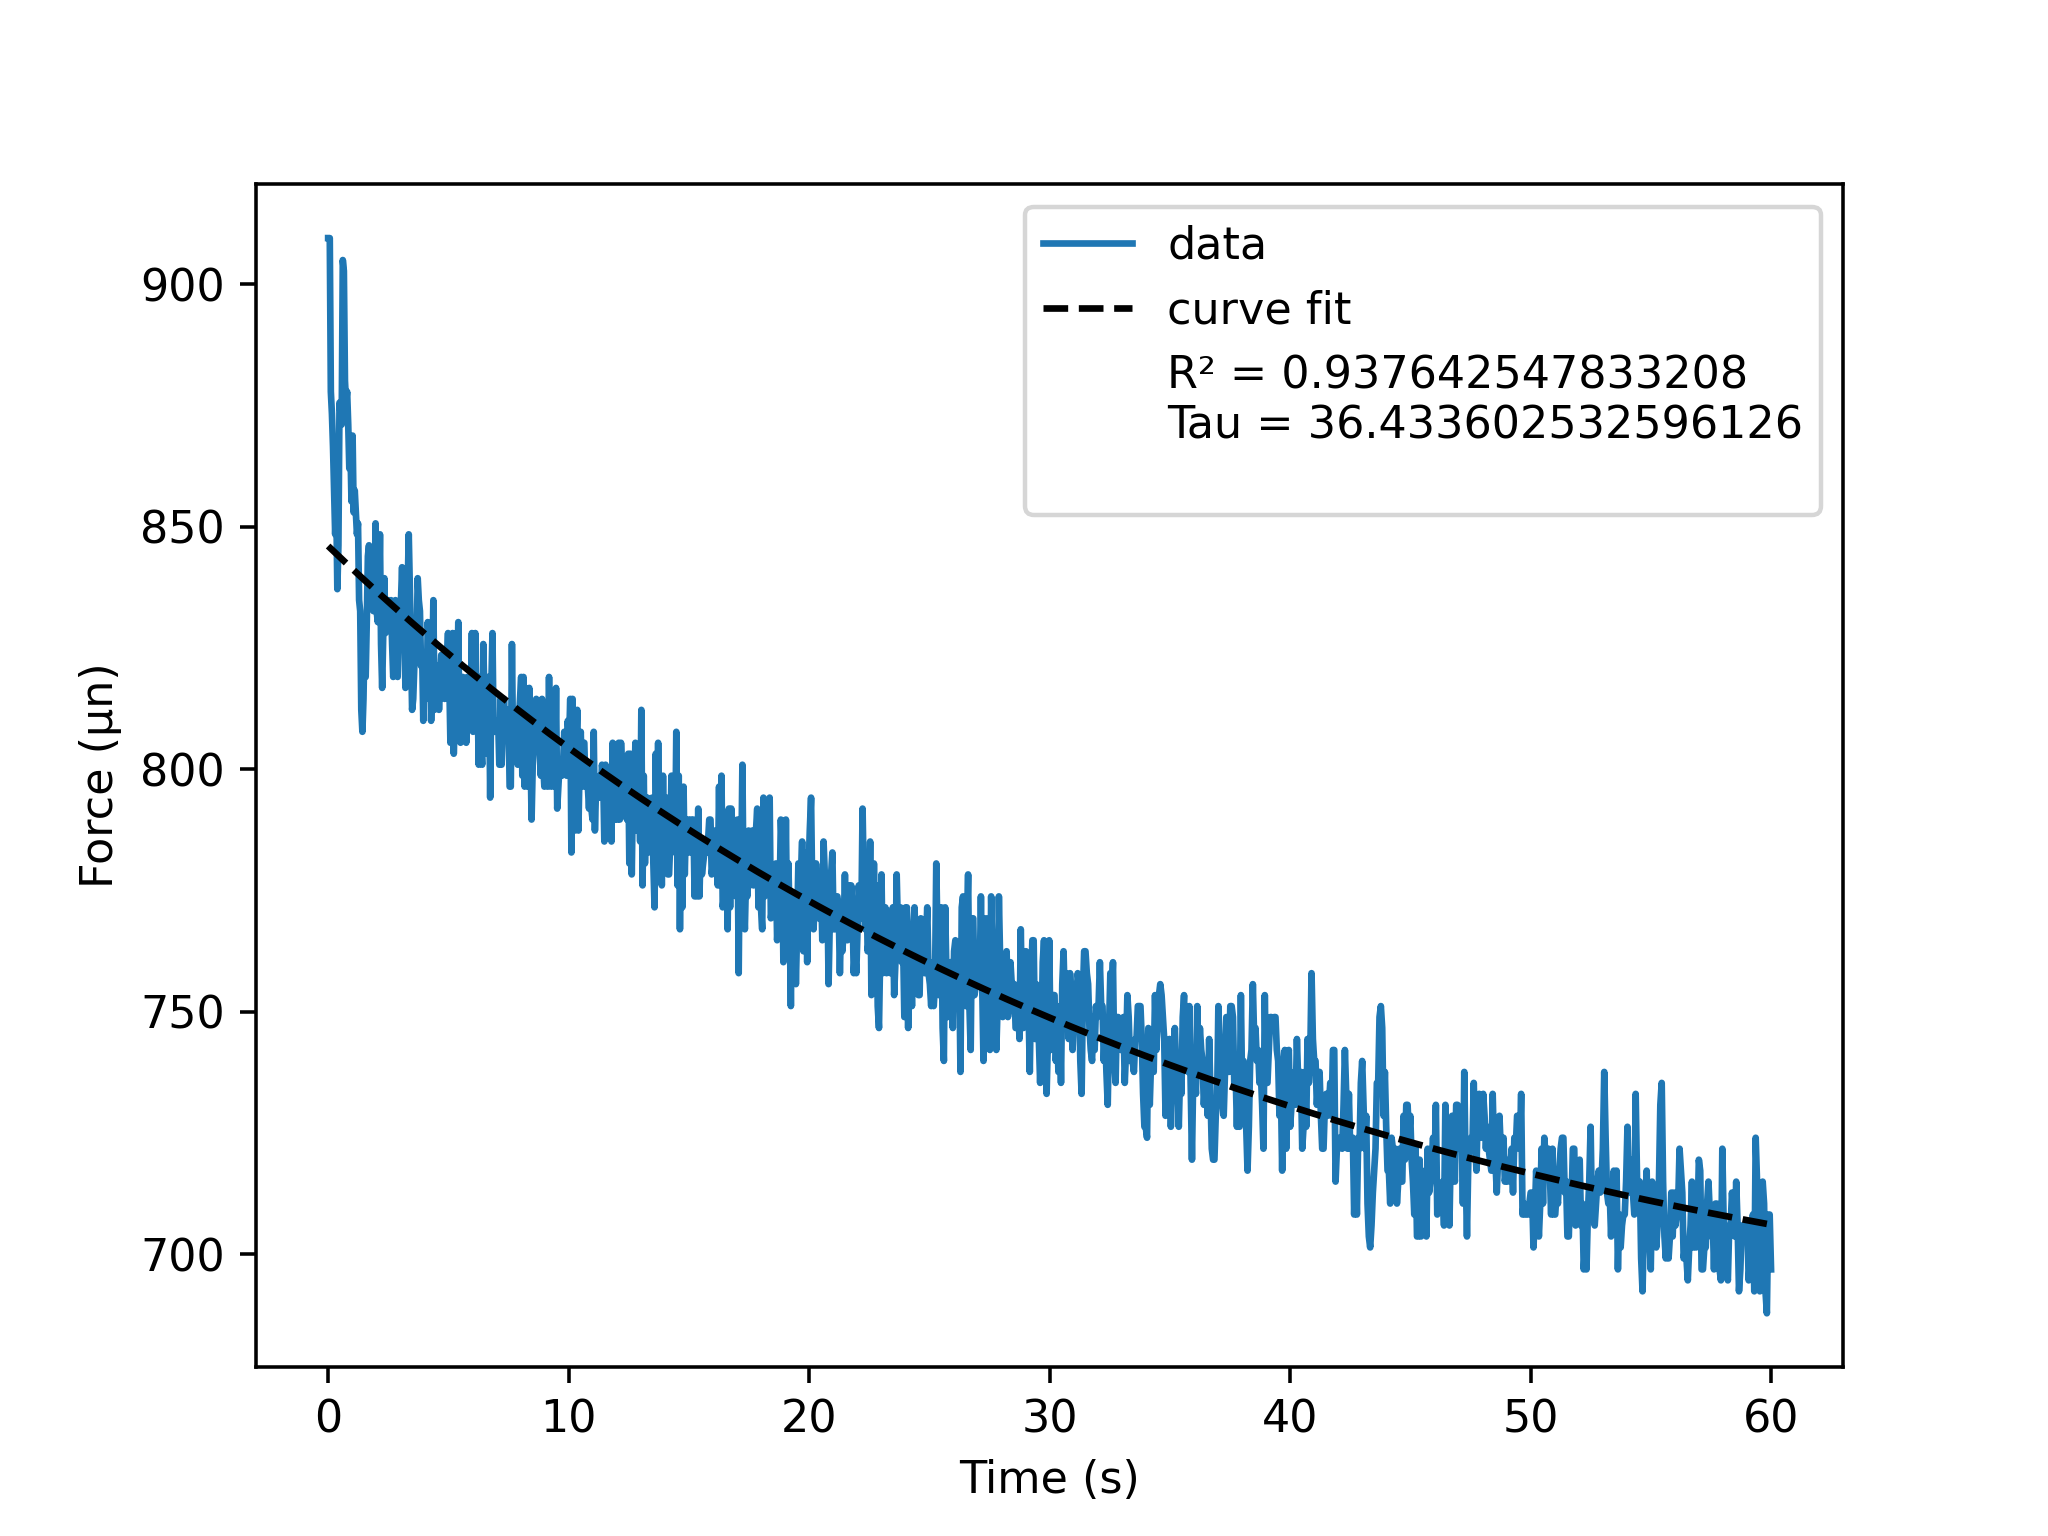 data
curve fit
R² = 0.937642547833208
Tau = 36.433602532596126
900
850
800
750
700
Force (µn)
0 10 20 30 40 50 60
Time (s)